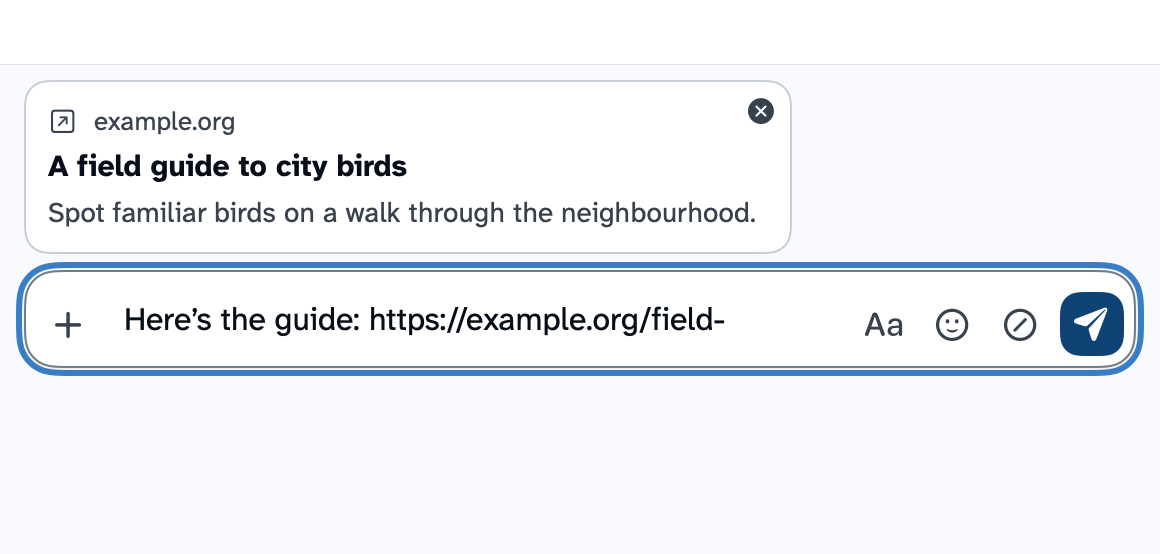 example.org
A field guide to city birds
Spot familiar birds on a walk through the neighbourhood.
Here’s the guide: https://example.org/field-
Aa